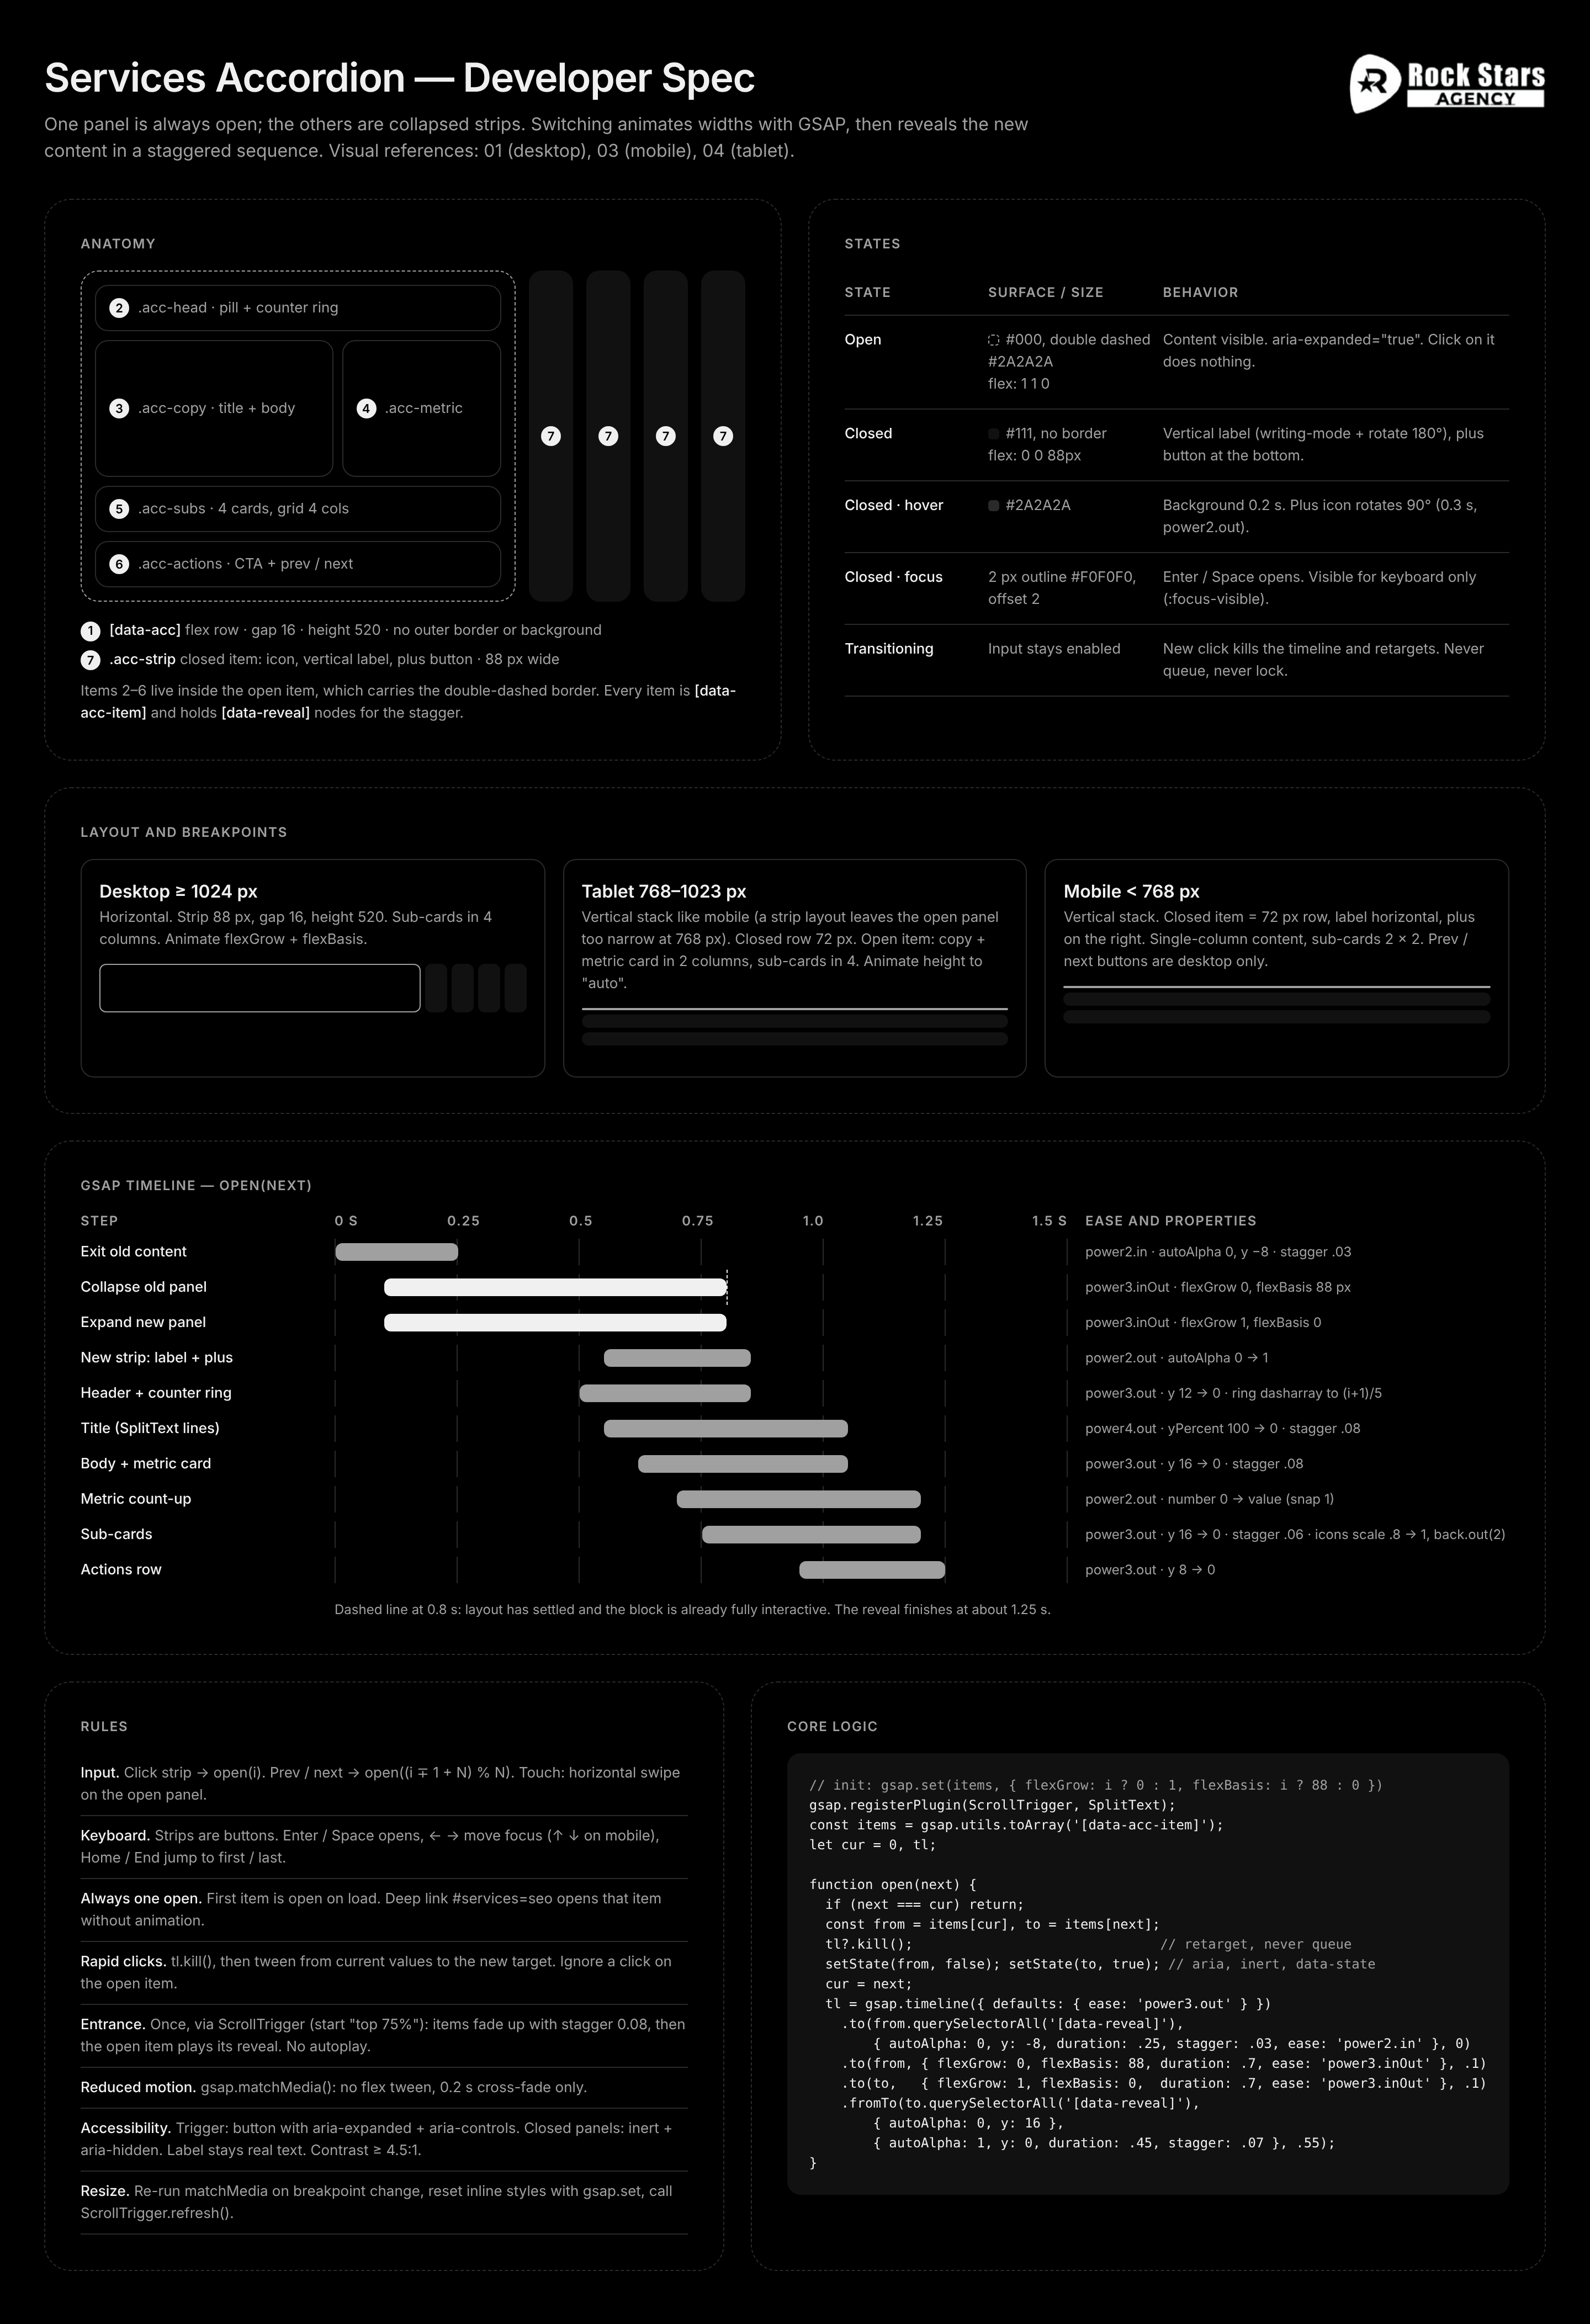 Services Accordion — Developer Spec
Rock Stars
AGENCY
One panel is always open; the others are collapsed strips. Switching animates widths with GSAP, then reveals the new
content in a staggered sequence. Visual references: 01 (desktop), 03 (mobile), 04 (tablet).
ANATOMY
2 .acc-head · pill + counter ring
3 .acc-copy · title + body
4 .acc-metric
7 7 7 7
5 .acc-subs · 4 cards, grid 4 cols
6 .acc-actions · CTA + prev / next
1 [data-acc] flex row · gap 16 · height 520 · no outer border or background
7 .acc-strip closed item: icon, vertical label, plus button · 88 px wide
Items 2–6 live inside the open item, which carries the double-dashed border. Every item is [data-
acc-item] and holds [data-reveal] nodes for the stagger.
STATES
STATE SURFACE / SIZE BEHAVIOR
Open #000, double dashed Content visible. aria-expanded="true". Click on it
#2A2A2A does nothing.
flex: 1 1 0
Closed #111, no border Vertical label (writing-mode + rotate 180°), plus
flex: 0 0 88px button at the bottom.
Closed · hover #2A2A2A Background 0.2 s. Plus icon rotates 90° (0.3 s,
power2.out).
Closed · focus 2 px outline #F0F0F0, Enter / Space opens. Visible for keyboard only
offset 2 (:focus-visible).
Transitioning Input stays enabled New click kills the timeline and retargets. Never
queue, never lock.
LAYOUT AND BREAKPOINTS
Desktop ≥ 1024 px
Horizontal. Strip 88 px, gap 16, height 520. Sub-cards in 4
columns. Animate flexGrow + flexBasis.
Tablet 768–1023 px
Vertical stack like mobile (a strip layout leaves the open panel
too narrow at 768 px). Closed row 72 px. Open item: copy +
metric card in 2 columns, sub-cards in 4. Animate height to
"auto".
Mobile < 768 px
Vertical stack. Closed item = 72 px row, label horizontal, plus
on the right. Single-column content, sub-cards 2 × 2. Prev /
next buttons are desktop only.
GSAP TIMELINE — OPEN(NEXT)
STEP 0 S 0.25 0.5 0.75 1.0 1.25 1.5 S EASE AND PROPERTIES
Exit old content power2.in · autoAlpha 0, y −8 · stagger .03
Collapse old panel power3.inOut · flexGrow 0, flexBasis 88 px
Expand new panel power3.inOut · flexGrow 1, flexBasis 0
New strip: label + plus power2.out · autoAlpha 0 → 1
Header + counter ring power3.out · y 12 → 0 · ring dasharray to (i+1)/5
Title (SplitText lines) power4.out · yPercent 100 → 0 · stagger .08
Body + metric card power3.out · y 16 → 0 · stagger .08
Metric count-up power2.out · number 0 → value (snap 1)
Sub-cards power3.out · y 16 → 0 · stagger .06 · icons scale .8 → 1, back.out(2)
Actions row power3.out · y 8 → 0
Dashed line at 0.8 s: layout has settled and the block is already fully interactive. The reveal finishes at about 1.25 s.
RULES
Input. Click strip → open(i). Prev / next → open((i ∓ 1 + N) % N). Touch: horizontal swipe
on the open panel.
Keyboard. Strips are buttons. Enter / Space opens, ← → move focus (↑ ↓ on mobile),
Home / End jump to first / last.
Always one open. First item is open on load. Deep link #services=seo opens that item
without animation.
Rapid clicks. tl.kill(), then tween from current values to the new target. Ignore a click on
the open item.
Entrance. Once, via ScrollTrigger (start "top 75%"): items fade up with stagger 0.08, then
the open item plays its reveal. No autoplay.
Reduced motion. gsap.matchMedia(): no flex tween, 0.2 s cross-fade only.
Accessibility. Trigger: button with aria-expanded + aria-controls. Closed panels: inert +
aria-hidden. Label stays real text. Contrast ≥ 4.5:1.
Resize. Re-run matchMedia on breakpoint change, reset inline styles with gsap.set, call
ScrollTrigger.refresh().
CORE LOGIC
// init: gsap.set(items, { flexGrow: i ? 0 : 1, flexBasis: i ? 88 : 0 })
gsap.registerPlugin(ScrollTrigger, SplitText);
const items = gsap.utils.toArray('[data-acc-item]');
let cur = 0, tl;
function open(next) {
if (next === cur) return;
const from = items[cur], to = items[next];
tl?.kill(); // retarget, never queue
setState(from, false); setState(to, true); // aria, inert, data-state
cur = next;
tl = gsap.timeline({ defaults: { ease: 'power3.out' } })
.to(from.querySelectorAll('[data-reveal]'),
{ autoAlpha: 0, y: -8, duration: .25, stagger: .03, ease: 'power2.in' }, 0)
.to(from, { flexGrow: 0, flexBasis: 88, duration: .7, ease: 'power3.inOut' }, .1)
.to(to, { flexGrow: 1, flexBasis: 0, duration: .7, ease: 'power3.inOut' }, .1)
.fromTo(to.querySelectorAll('[data-reveal]'),
{ autoAlpha: 0, y: 16 },
{ autoAlpha: 1, y: 0, duration: .45, stagger: .07 }, .55);
}